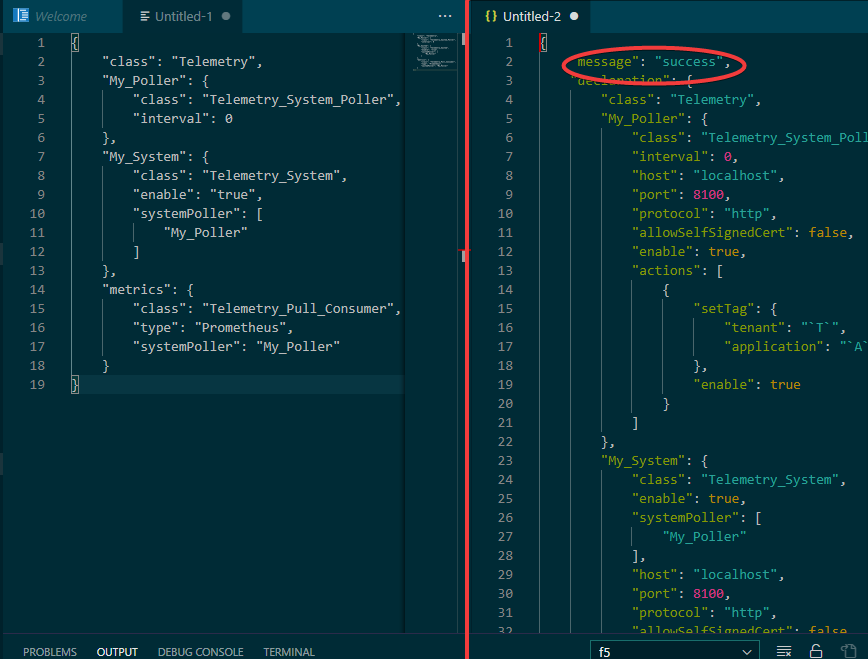 Welcome
Untitled-1
1 {
2 "class": "Telemetry",
3 "My_Poller": {
4 "class": "Telemetry_System_Poller",
5 "interval": 0
6 },
7 "My_System": {
8 "class": "Telemetry_System",
9 "enable": "true",
10 "systemPoller": [
11 "My_Poller"
12 ]
13 },
14 "metrics": {
15 "class": "Telemetry_Pull_Consumer",
16 "type": "Prometheus",
17 "systemPoller": "My_Poller"
18 }
19 }
{} Untitled-2
1 {
2 "message": "success",
3 "declaration": {
4 "class": "Telemetry",
5 "My_Poller": {
6 "class": "Telemetry_System_Poll
7 "interval": 0,
8 "host": "localhost",
9 "port": 8100,
10 "protocol": "http",
11 "allowSelfSignedCert": false,
12 "enable": true,
13 "actions": [
14 {
15 "setTag": {
16 "tenant": "`T`",
17 "application": "`A`
18 },
19 "enable": true
20 }
21 ]
22 },
23 "My_System": {
24 "class": "Telemetry_System",
25 "enable": true,
26 "systemPoller": [
27 "My_Poller"
28 ],
29 "host": "localhost",
30 "port": 8100,
31 "protocol": "http",
32 "allowSelfSignedCert": false
PROBLEMS OUTPUT DEBUG CONSOLE TERMINAL
f5